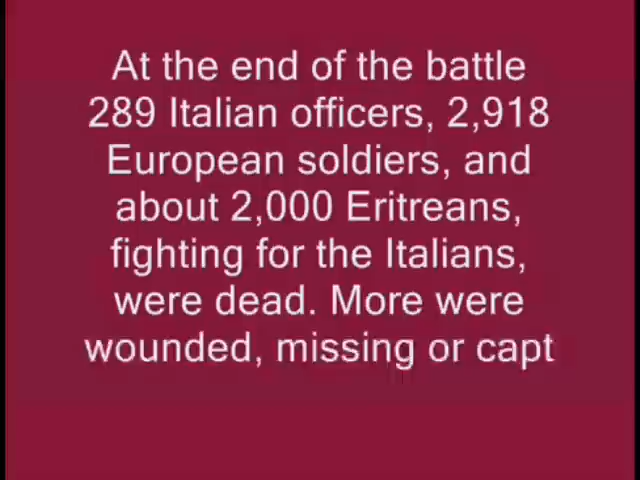 At the end of the battle
289 Italian officers, 2,918
European soldiers, and
about 2,000 Eritreans,
fighting for the Italians,
were dead. More were
wounded, missing or capt